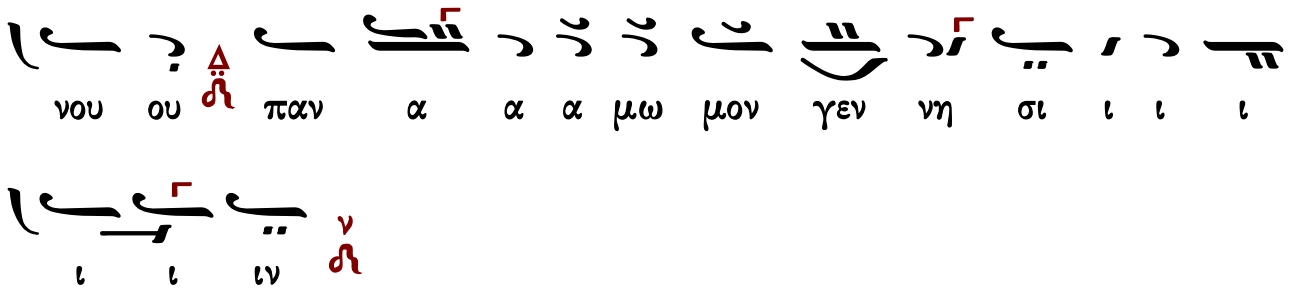 νου ου Δ παν α α α μω μον γεν νη σι ι ι ι
ι ι ιν ν